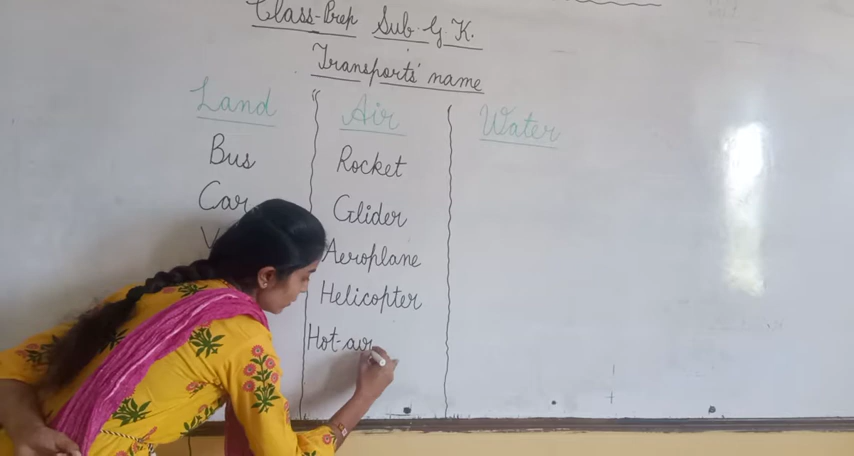 Class-Prep Sub-G.K.
Transports' name
Land Air Water
Bus Rocket
Car Glider
Aeroplane
Helicopter
Hot-air